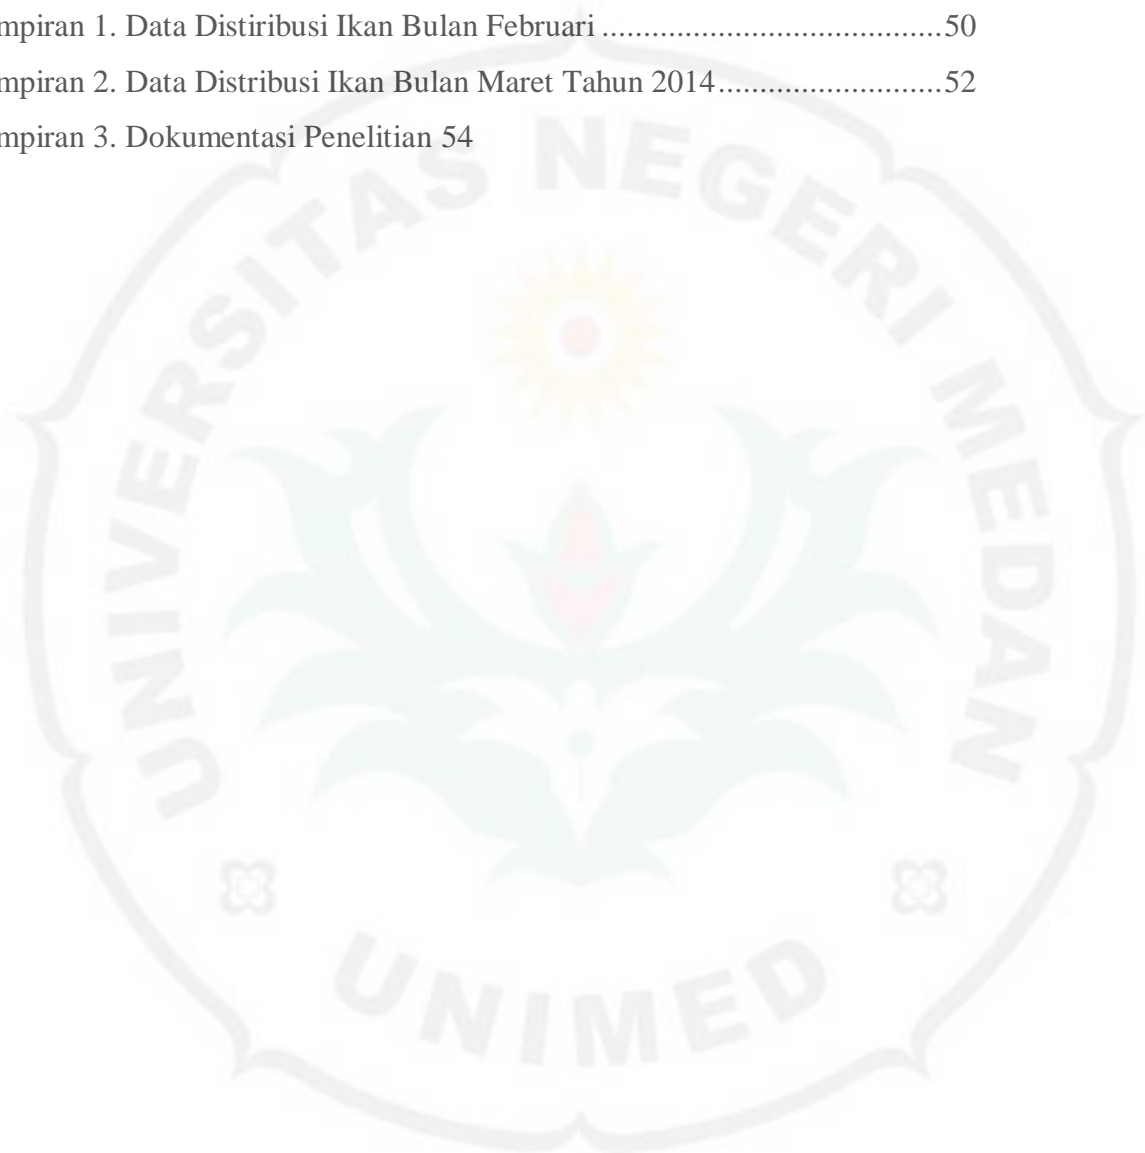 mpiran 1. Data Distiribusi Ikan Bulan Februari .........................................50
mpiran 2. Data Distribusi Ikan Bulan Maret Tahun 2014...........................52
mpiran 3. Dokumentasi Penelitian 54
UNIVERSITAS NEGERI MEDAN
UNIMED